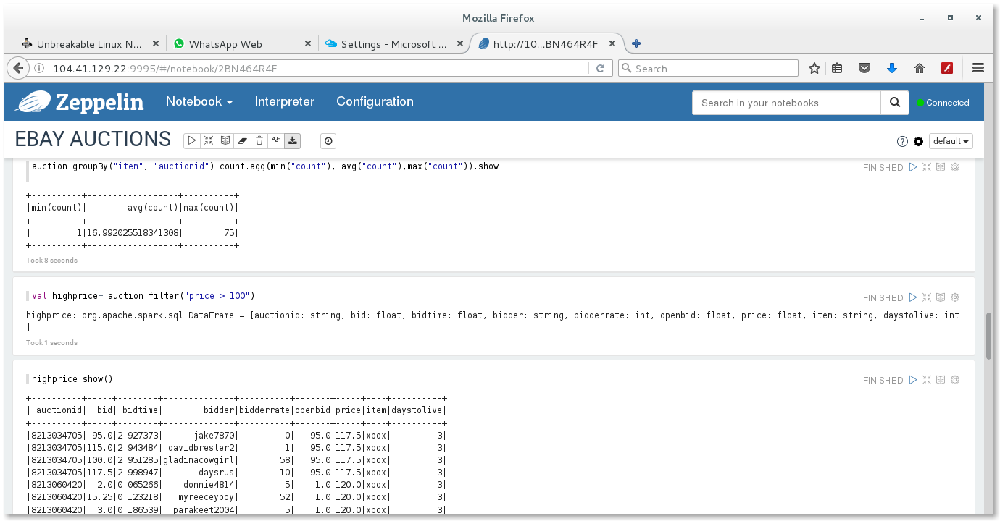 Mozilla Firefox
Unbreakable Linux N...
WhatsApp Web
Settings - Microsoft ...
http://10...BN464R4F
104.41.129.22:9995/#/notebook/2BN464R4F
Search
Zeppelin
Notebook
Interpreter
Configuration
Search in your notebooks
Connected
EBAY AUCTIONS
default
auction.groupBy("item", "auctionid").count.agg(min("count"), avg("count"),max("count")).show
FINISHED
+----------+------------------+----------+
|min(count)|        avg(count)|max(count)|
+----------+------------------+----------+
|         1|16.992025518341308|        75|
+----------+------------------+----------+
Took 8 seconds
val highprice= auction.filter("price > 100")
FINISHED
highprice: org.apache.spark.sql.DataFrame = [auctionid: string, bid: float, bidtime: float, bidder: string, bidderrate: int, openbid: float, price: float, item: string, daystolive: int
]
Took 1 seconds
highprice.show()
FINISHED
+----------+-----+--------+--------------+----------+-------+-----+----+----------+
| auctionid|  bid| bidtime|        bidder|bidderrate|openbid|price|item|daystolive|
+----------+-----+--------+--------------+----------+-------+-----+----+----------+
|8213034705| 95.0|2.927373|      jake7870|         0|   95.0|117.5|xbox|         3|
|8213034705|115.0|2.943484| davidbresler2|         1|   95.0|117.5|xbox|         3|
|8213034705|100.0|2.951285|gladimacowgirl|        58|   95.0|117.5|xbox|         3|
|8213034705|117.5|2.998947|       daysrus|        10|   95.0|117.5|xbox|         3|
|8213060420|  2.0|0.065266|    donnie4814|         5|    1.0|120.0|xbox|         3|
|8213060420|15.25|0.123218|   myreeceyboy|        52|    1.0|120.0|xbox|         3|
|8213060420|  3.0|0.186539|  parakeet2004|         5|    1.0|120.0|xbox|         3|